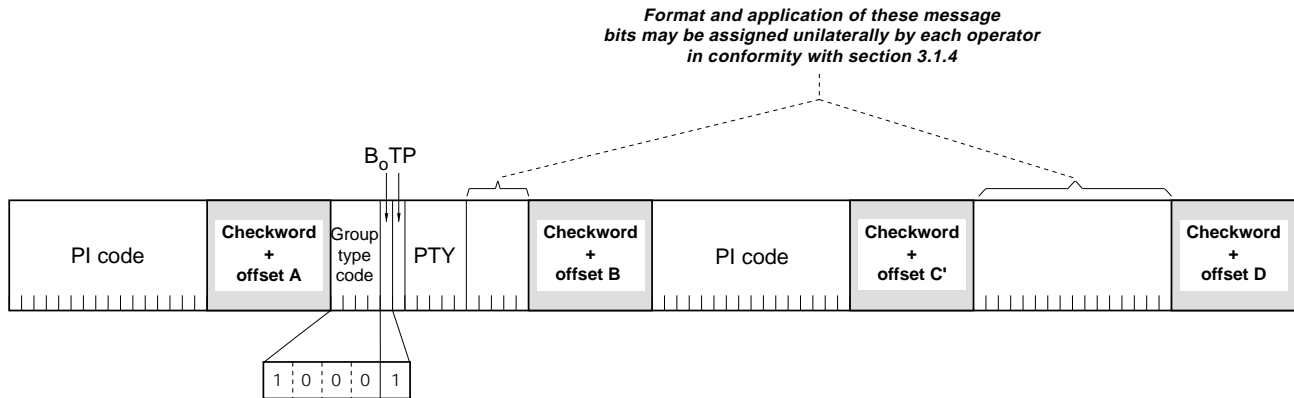 Format and application of these message
bits may be assigned unilaterally by each operator
in conformity with section 3.1.4
BoTP
PI code
Checkword
+
offset A
Group
type
code
PTY
Checkword
+
offset B
PI code
Checkword
+
offset C'
Checkword
+
offset D
1 0 0 0 1